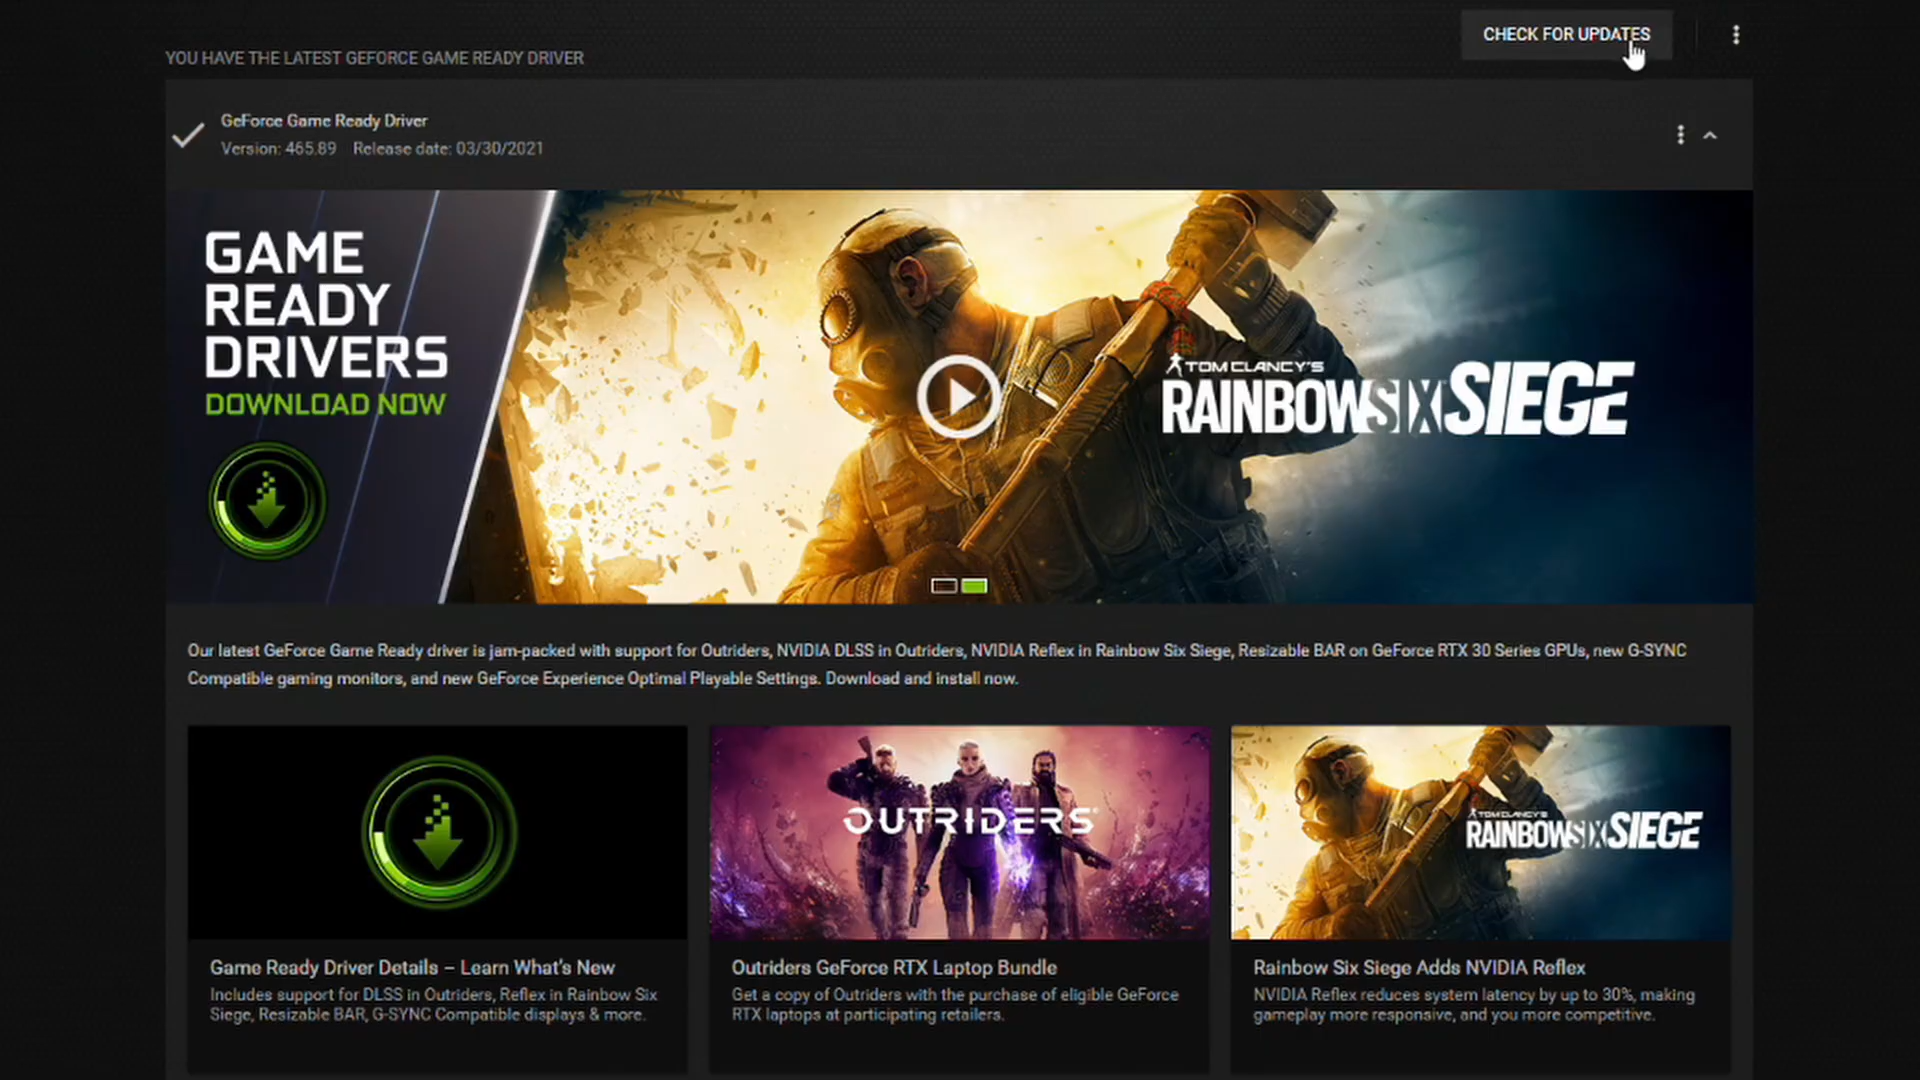 CHECK FOR UPDATES
YOU HAVE THE LATEST GEFORCE GAME READY DRIVER
GeForce Game Ready Driver
Version: 465.89 Release date: 03/30/2021
GAME
READY
DRIVERS
DOWNLOAD NOW
TOM CLANCY'S
RAINBOWSIX SIEGE
Our latest GeForce Game Ready driver is jam-packed with support for Outriders, NVIDIA DLSS in Outriders, NVIDIA Reflex in Rainbow Six Siege, Resizable BAR on GeForce RTX 30 Series GPUs, new G-SYNC
Compatible gaming monitors, and new GeForce Experience Optimal Playable Settings. Download and install now.
OUTRIDERS
TOM CLANCY'S
RAINBOWSIX SIEGE
Game Ready Driver Details – Learn What's New
Includes support for DLSS in Outriders, Reflex in Rainbow Six
Siege, Resizable BAR, G-SYNC Compatible displays & more.
Outriders GeForce RTX Laptop Bundle
Get a copy of Outriders with the purchase of eligible GeForce
RTX laptops at participating retailers.
Rainbow Six Siege Adds NVIDIA Reflex
NVIDIA Reflex reduces system latency by up to 30%, making
gameplay more responsive, and you more competitive.